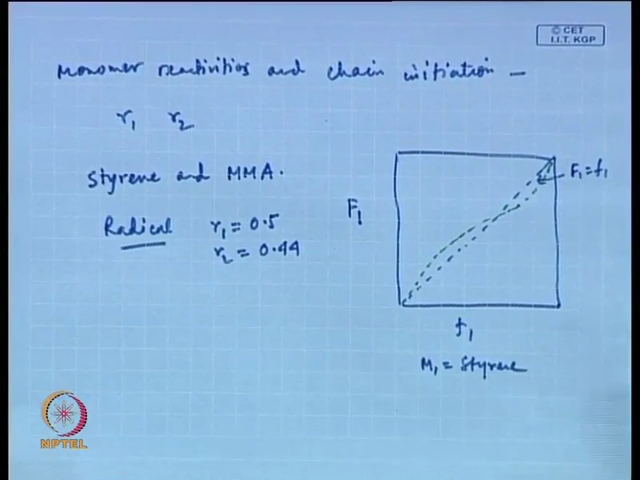 © CET
I.I.T. KGP
Monomer reactivities and chain initiation –
r₁ r₂
Styrene and MMA.
Radical r₁ = 0.5
r₂ = 0.44
F₁
F₁ = f₁
f₁
M₁ = Styrene
NPTEL